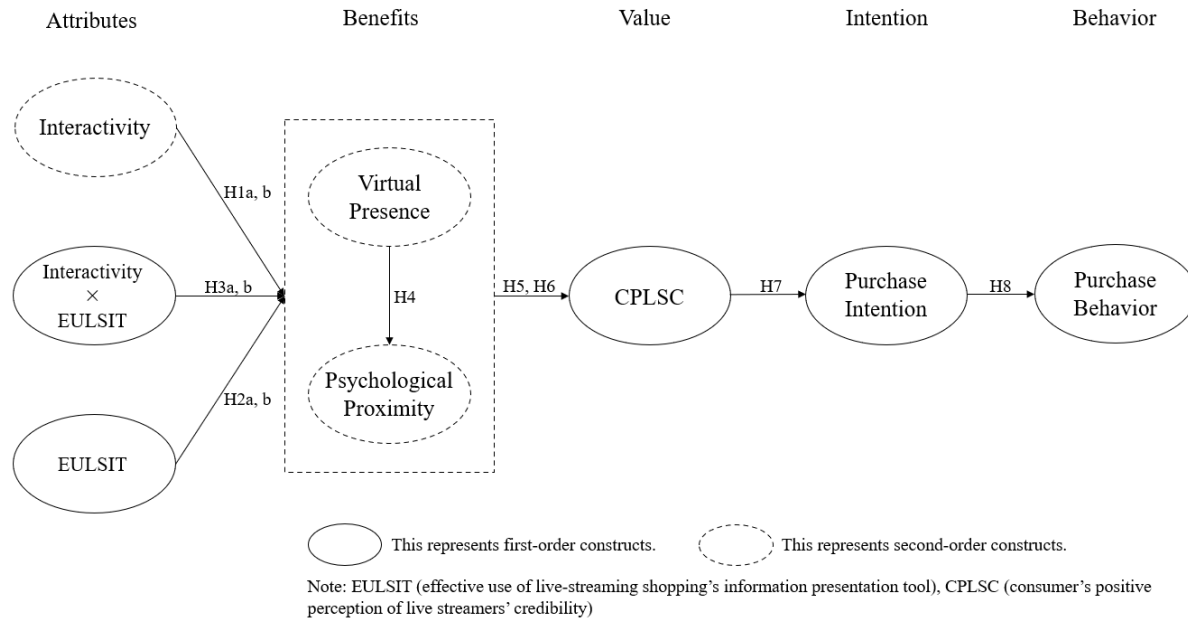 Attributes
Benefits
Value
Intention
Behavior
Interactivity
H1a, b
Virtual
Presence
Interactivity
×
EULSIT
H3a, b
H4
H5, H6
CPLSC
H7
Purchase
Intention
H8
Purchase
Behavior
H2a, b
Psychological
Proximity
EULSIT
This represents first-order constructs.
This represents second-order constructs.
Note: EULSIT (effective use of live-streaming shopping’s information presentation tool), CPLSC (consumer’s positive
perception of live streamers’ credibility)